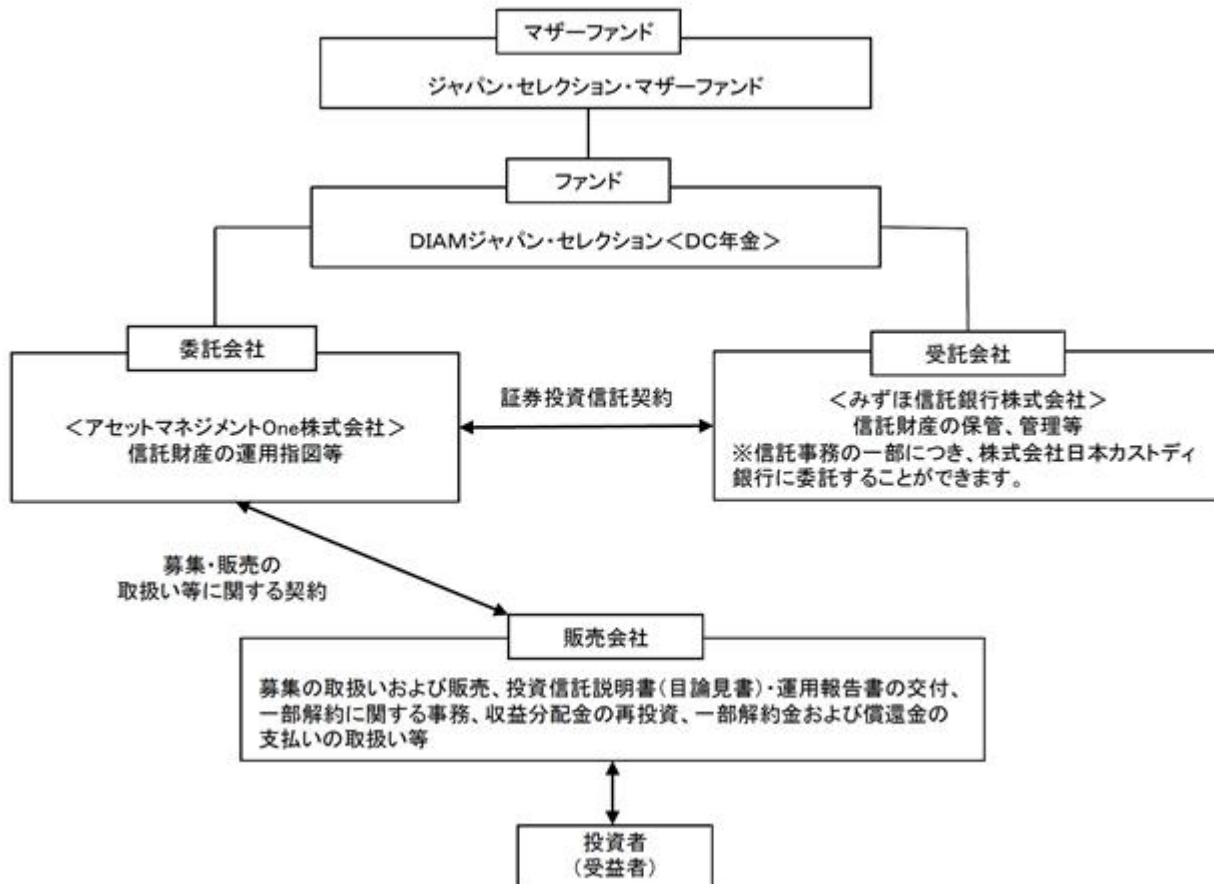 マザーファンド
ジャパン・セレクション・マザーファンド
ファンド
DIAMジャパン・セレクション<DC年金>
委託会社
<アセットマネジメントOne株式会社>
信託財産の運用指図等
証券投資信託契約
受託会社
<みずほ信託銀行株式会社>
信託財産の保管、管理等
※信託事務の一部につき、株式会社日本カストディ
銀行に委託することができます。
募集・販売の
取扱い等に関する契約
販売会社
募集の取扱いおよび販売、投資信託説明書(目論見書)・運用報告書の交付、
一部解約に関する事務、収益分配金の再投資、一部解約金および償還金の
支払いの取扱い等
投資者
(受益者)